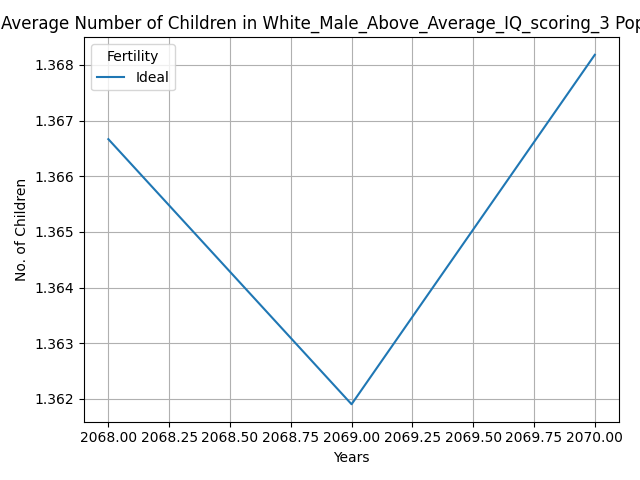 Average Number of Children in White_Male_Above_Average_IQ_scoring_3 Pop
Fertility
Ideal
1.368
1.367
1.366
1.365
1.364
1.363
1.362
No. of Children
2068.00 2068.25 2068.50 2068.75 2069.00 2069.25 2069.50 2069.75 2070.00
Years